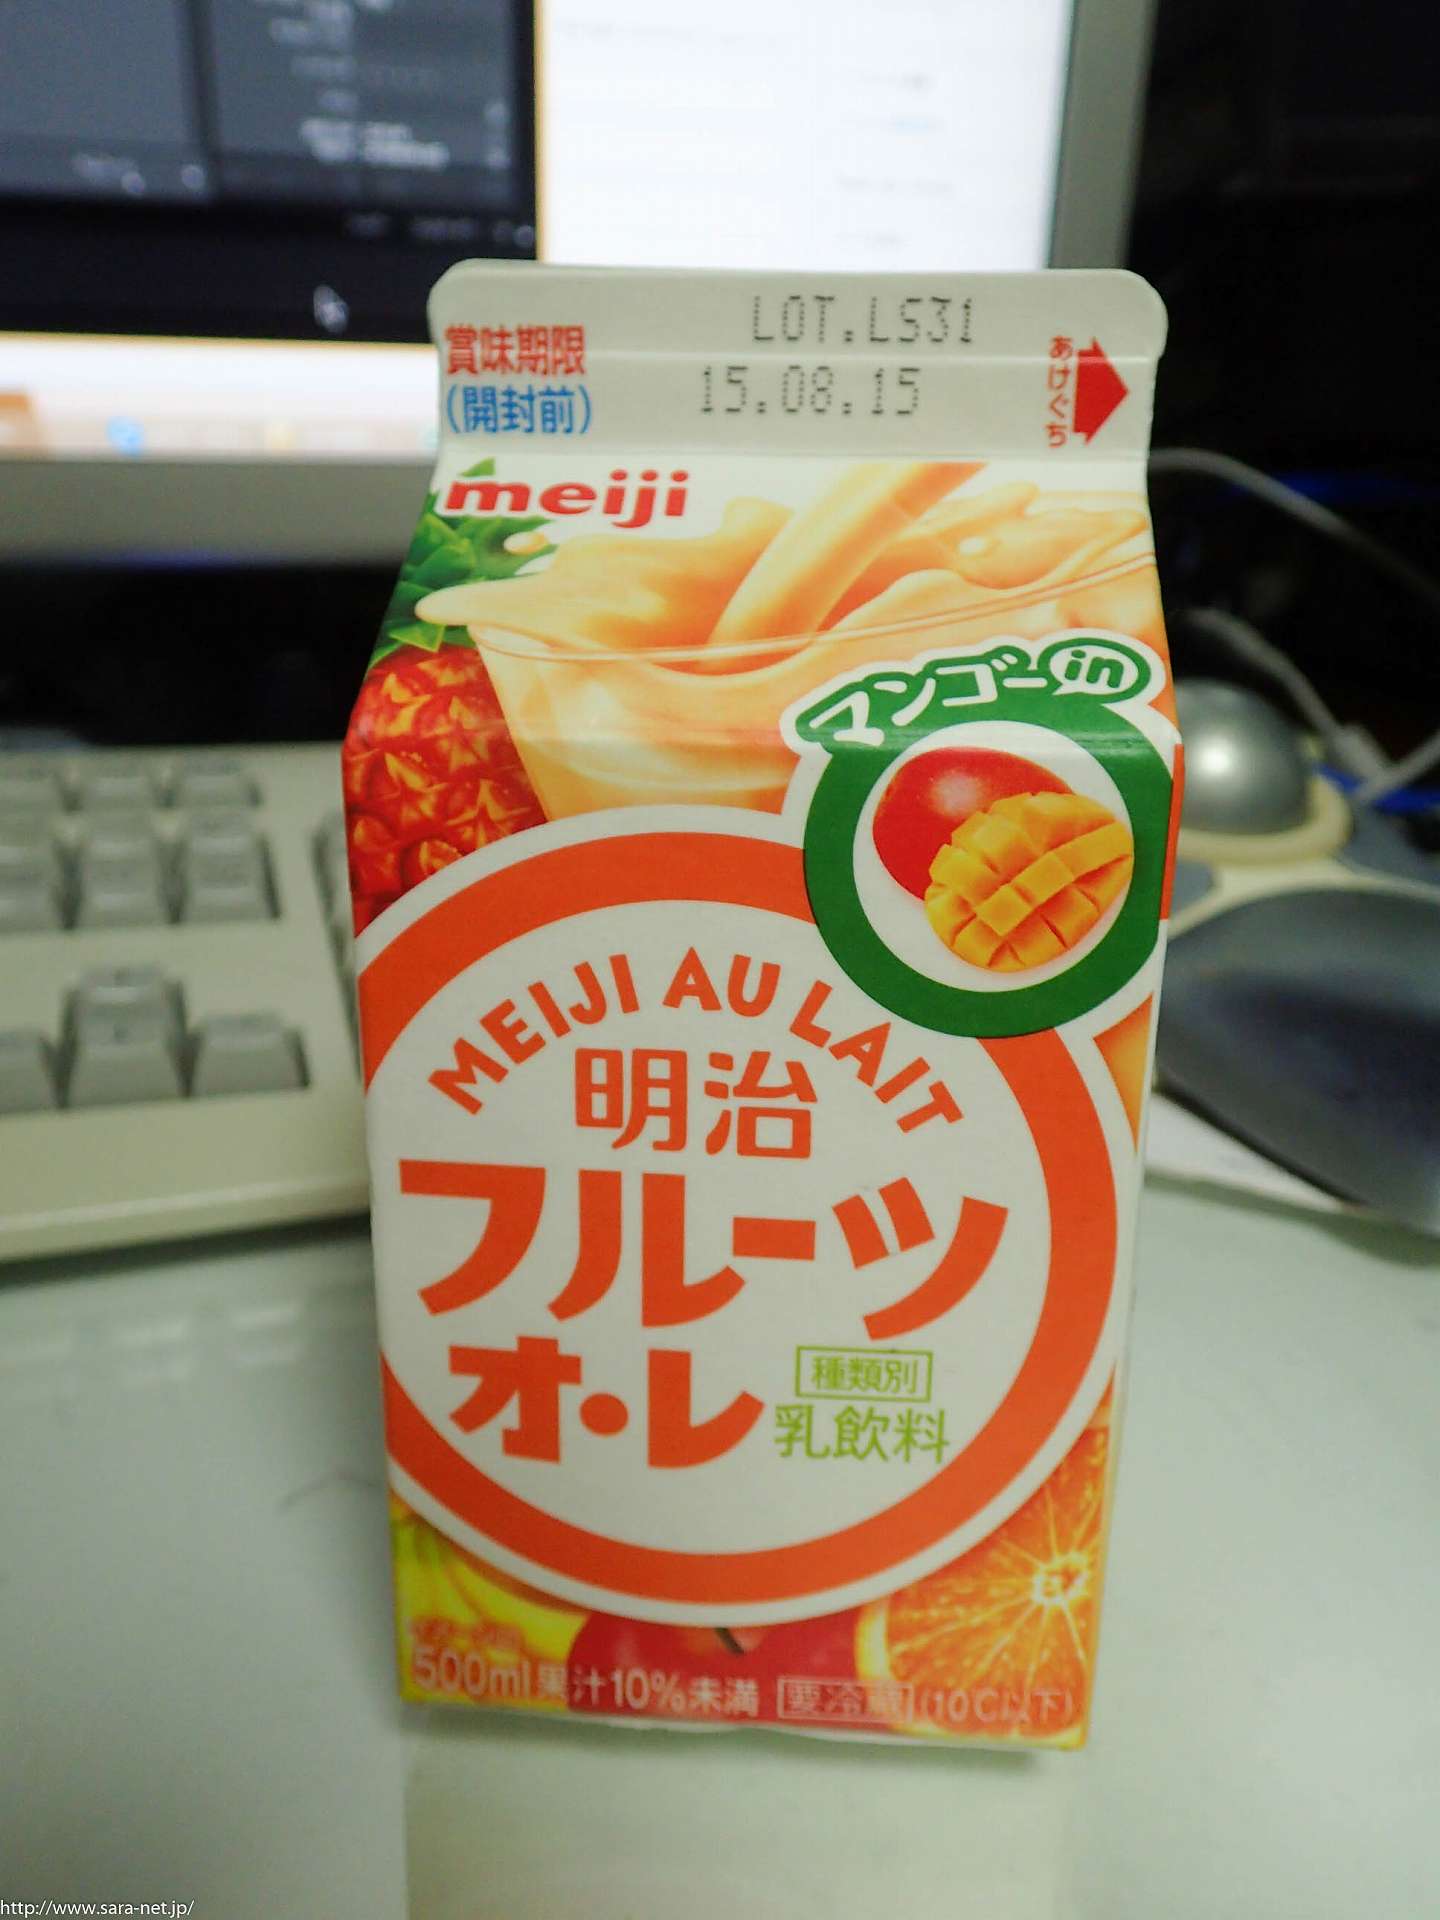 LOT.LS31
賞味期限
15.08.15
(開封前)
あけぐち
meiji
マンゴーin
MEIJI AU LAIT
明治
フルーツ
オ・レ
種類別
乳飲料
500ml 果汁10%未満 要冷蔵 (10℃以下)
http://www.sara-net.jp/